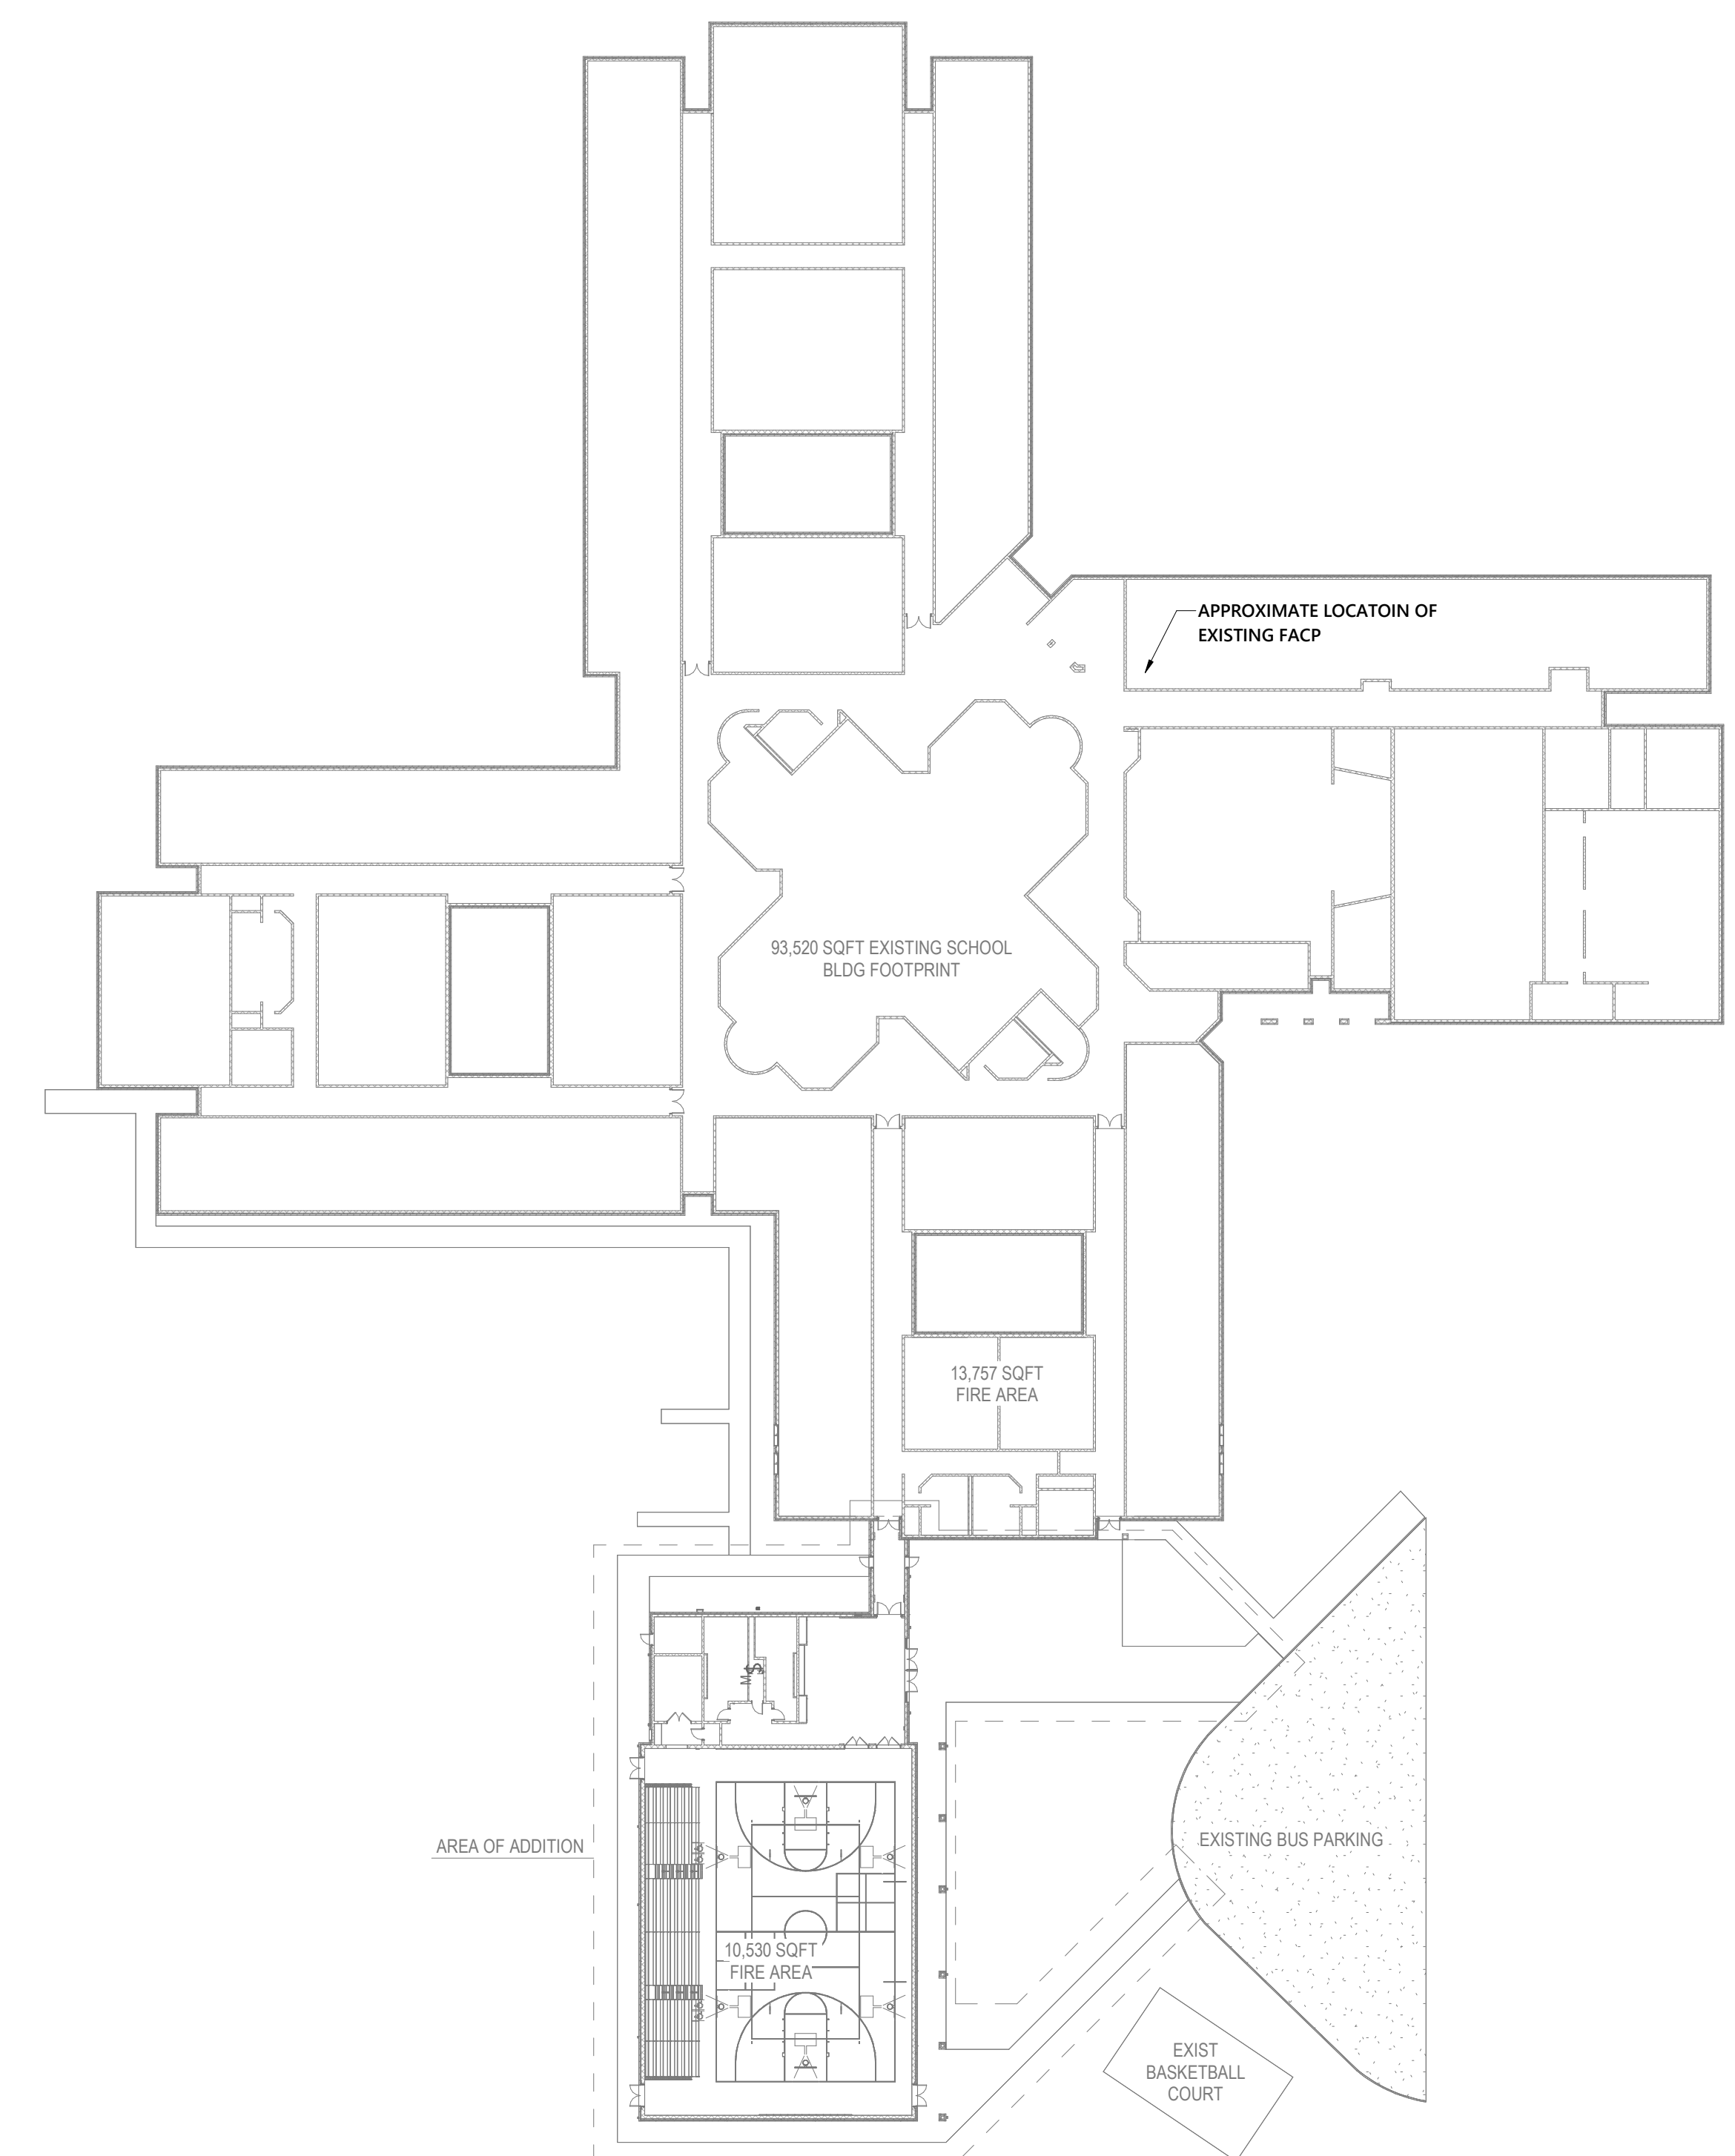 APPROXIMATE LOCATOIN OF
EXISTING FACP
93,520 SQFT EXISTING SCHOOL
BLDG FOOTPRINT
13,757 SQFT
FIRE AREA
M
$
AREA OF ADDITION
EXISTING BUS PARKING
10,530 SQFT
FIRE AREA
EXIST
BASKETBALL
COURT